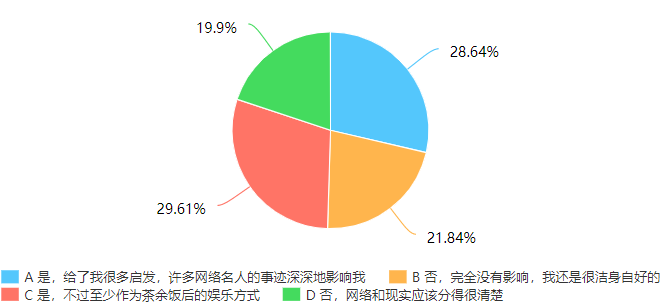 19.9%
28.64%
29.61%
21.84%
A 是，给了我很多启发，许多网络名人的事迹深深地影响我
B 否，完全没有影响，我还是很洁身自好的
C 是，不过至少作为茶余饭后的娱乐方式
D 否，网络和现实应该分得很清楚